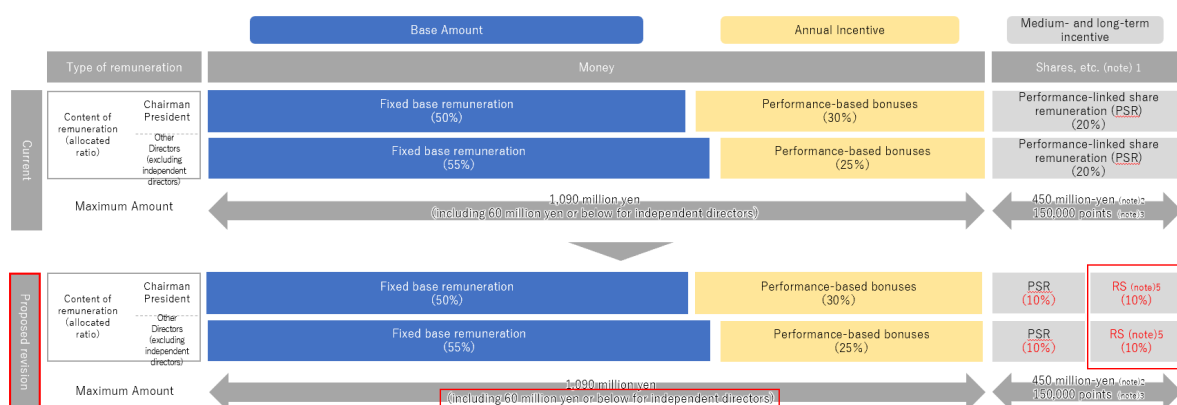 Base Amount
Annual Incentive
Medium- and long-term
incentive
Type of remuneration
Money
Shares, etc. (note) 1
Current
Content of
remuneration
(allocated
ratio)
Chairman
President
Other
Directors
(excluding
independent
directors)
Fixed base remuneration
(50%)
Performance-based bonuses
(30%)
Performance-linked share
remuneration (PSR)
(20%)
Fixed base remuneration
(55%)
Performance-based bonuses
(25%)
Performance-linked share
remuneration (PSR)
(20%)
Maximum Amount
1,090 million yen
(including 60 million yen or below for independent directors)
450 million-yen (note)2
150,000 points (note)3
Proposed revision
Content of
remuneration
(allocated
ratio)
Chairman
President
Other
Directors
(excluding
independent
directors)
Fixed base remuneration
(50%)
Performance-based bonuses
(30%)
PSR
(10%)
RS (note)5
(10%)
Fixed base remuneration
(55%)
Performance-based bonuses
(25%)
PSR
(10%)
RS (note)5
(10%)
Maximum Amount
1,090 million yen
(including 60 million yen or below for independent directors)
450 million-yen (note)2
150,000 points (note)3